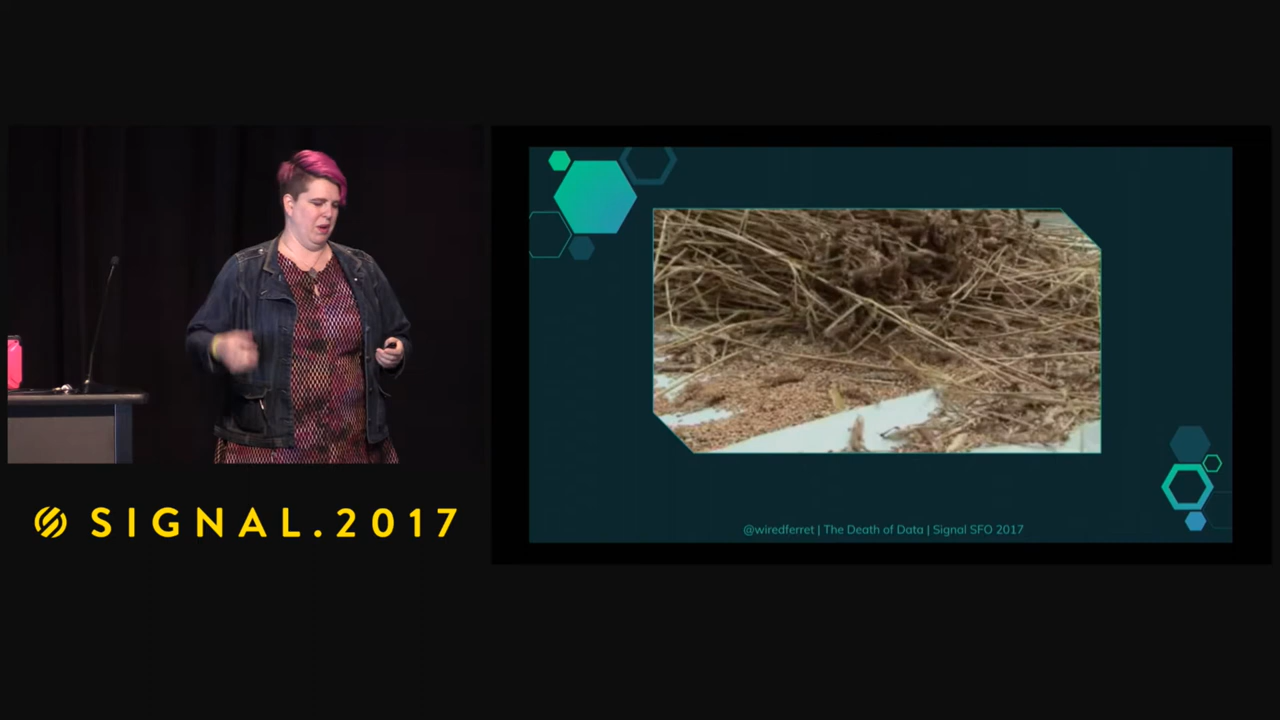 SIGNAL.2017
@wiredferret | The Death of Data | Signal SFO 2017